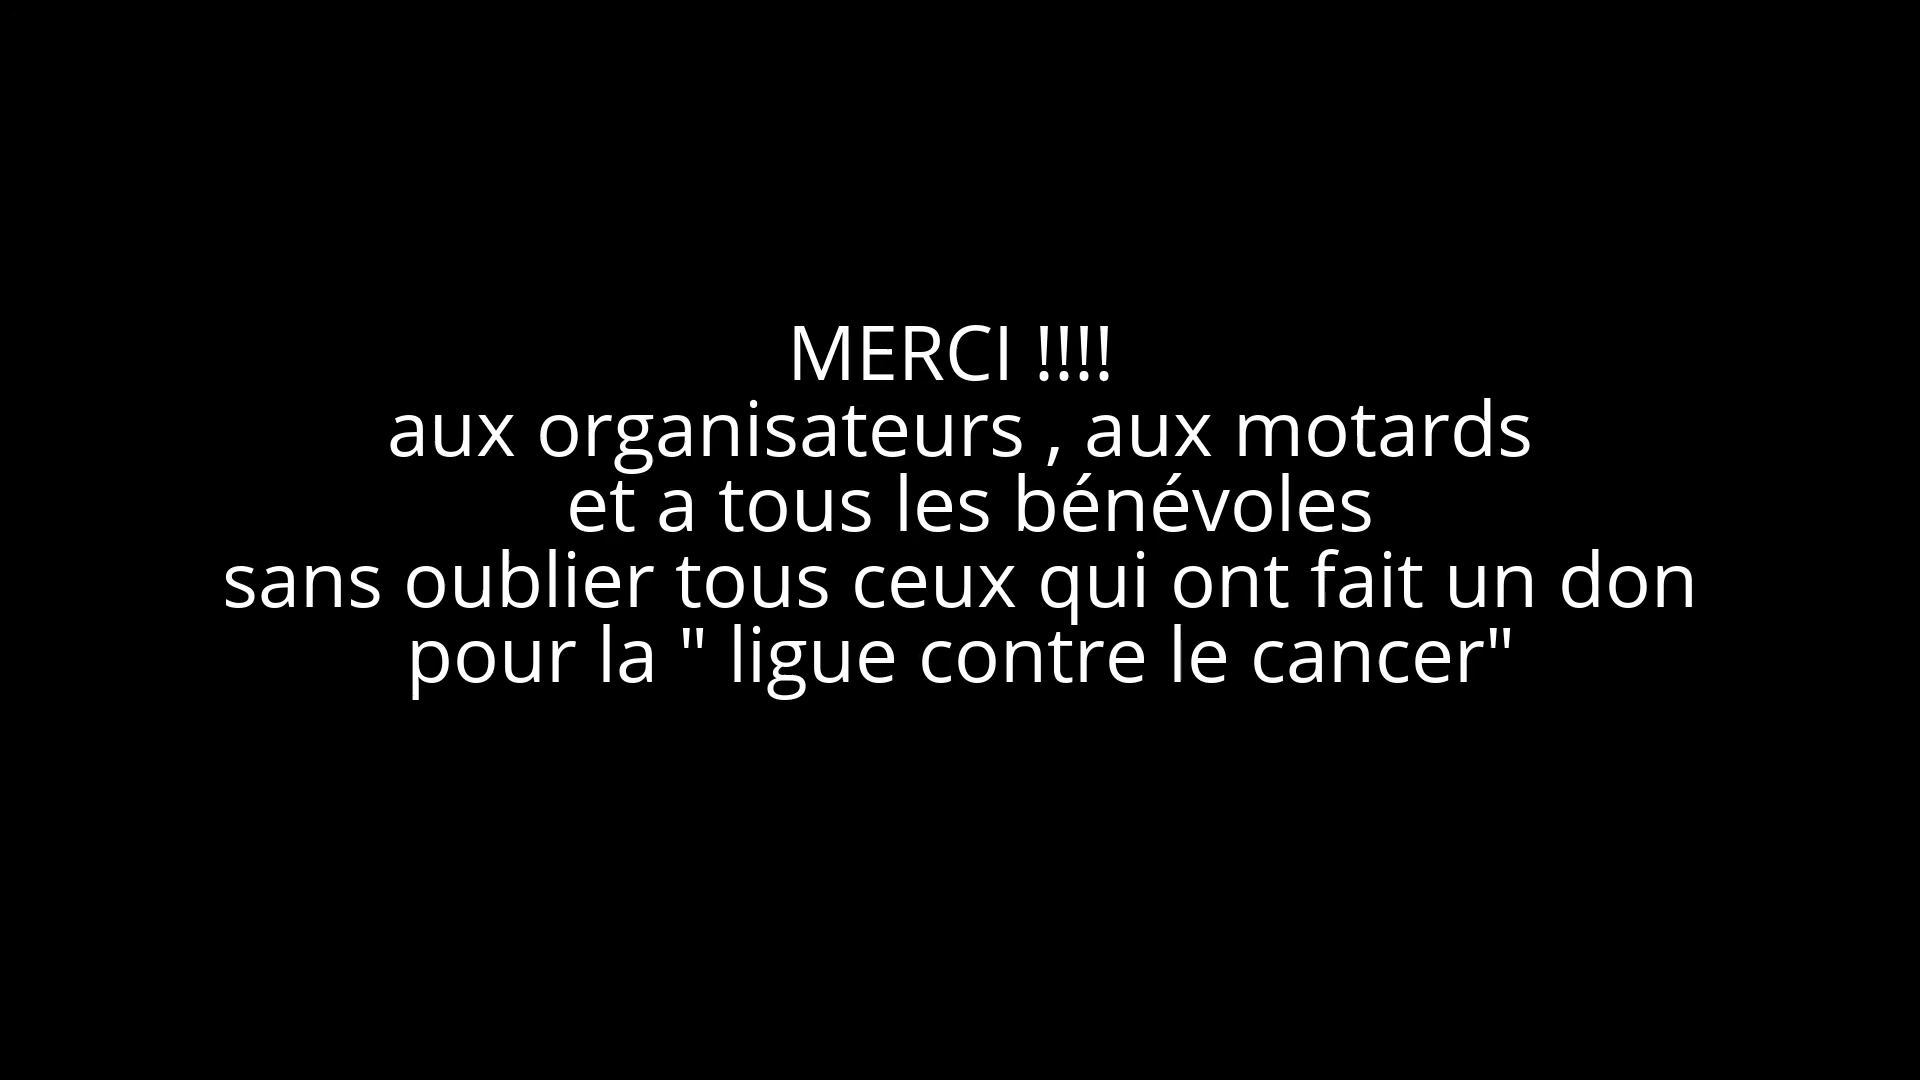 MERCI !!!!
aux organisateurs , aux motards
et a tous les bénévoles
sans oublier tous ceux qui ont fait un don
pour la " ligue contre le cancer"